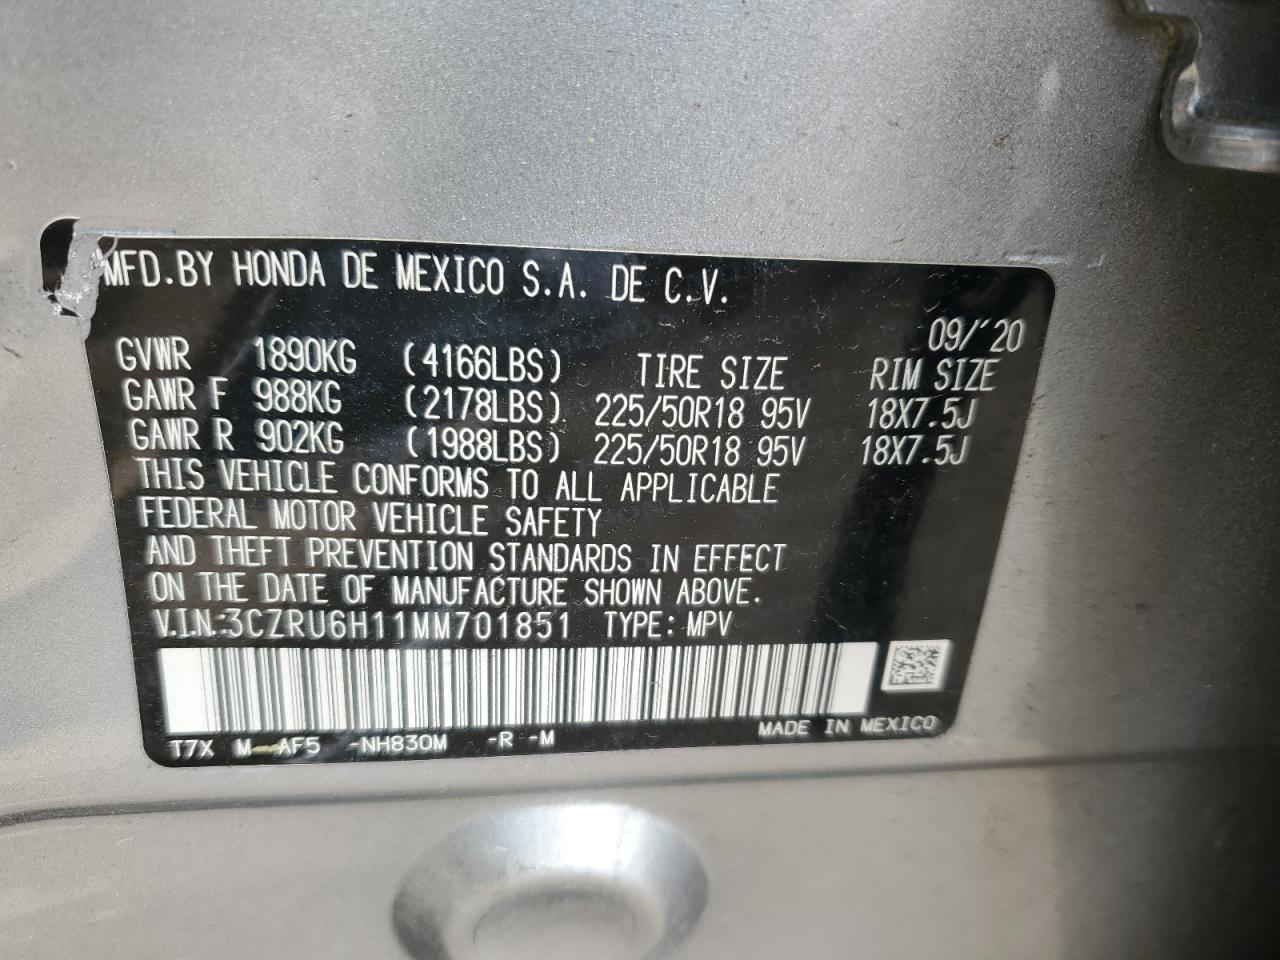 MFD. BY HONDA DE MEXICO S.A. DE C.V.
09/'20
GVWR 1890KG (4166LBS) TIRE SIZE RIM SIZE
GAWR F 988KG (2178LBS) 225/50R18 95V 18X7.5J
GAWR R 902KG (1988LBS) 225/50R18 95V 18X7.5J
THIS VEHICLE CONFORMS TO ALL APPLICABLE
FEDERAL MOTOR VEHICLE SAFETY
AND THEFT PREVENTION STANDARDS IN EFFECT
ON THE DATE OF MANUFACTURE SHOWN ABOVE.
V.I.N.:3CZRU6H11MM701851 TYPE: MPV
MADE IN MEXICO
T7X M AF5 -NH830M -R -M